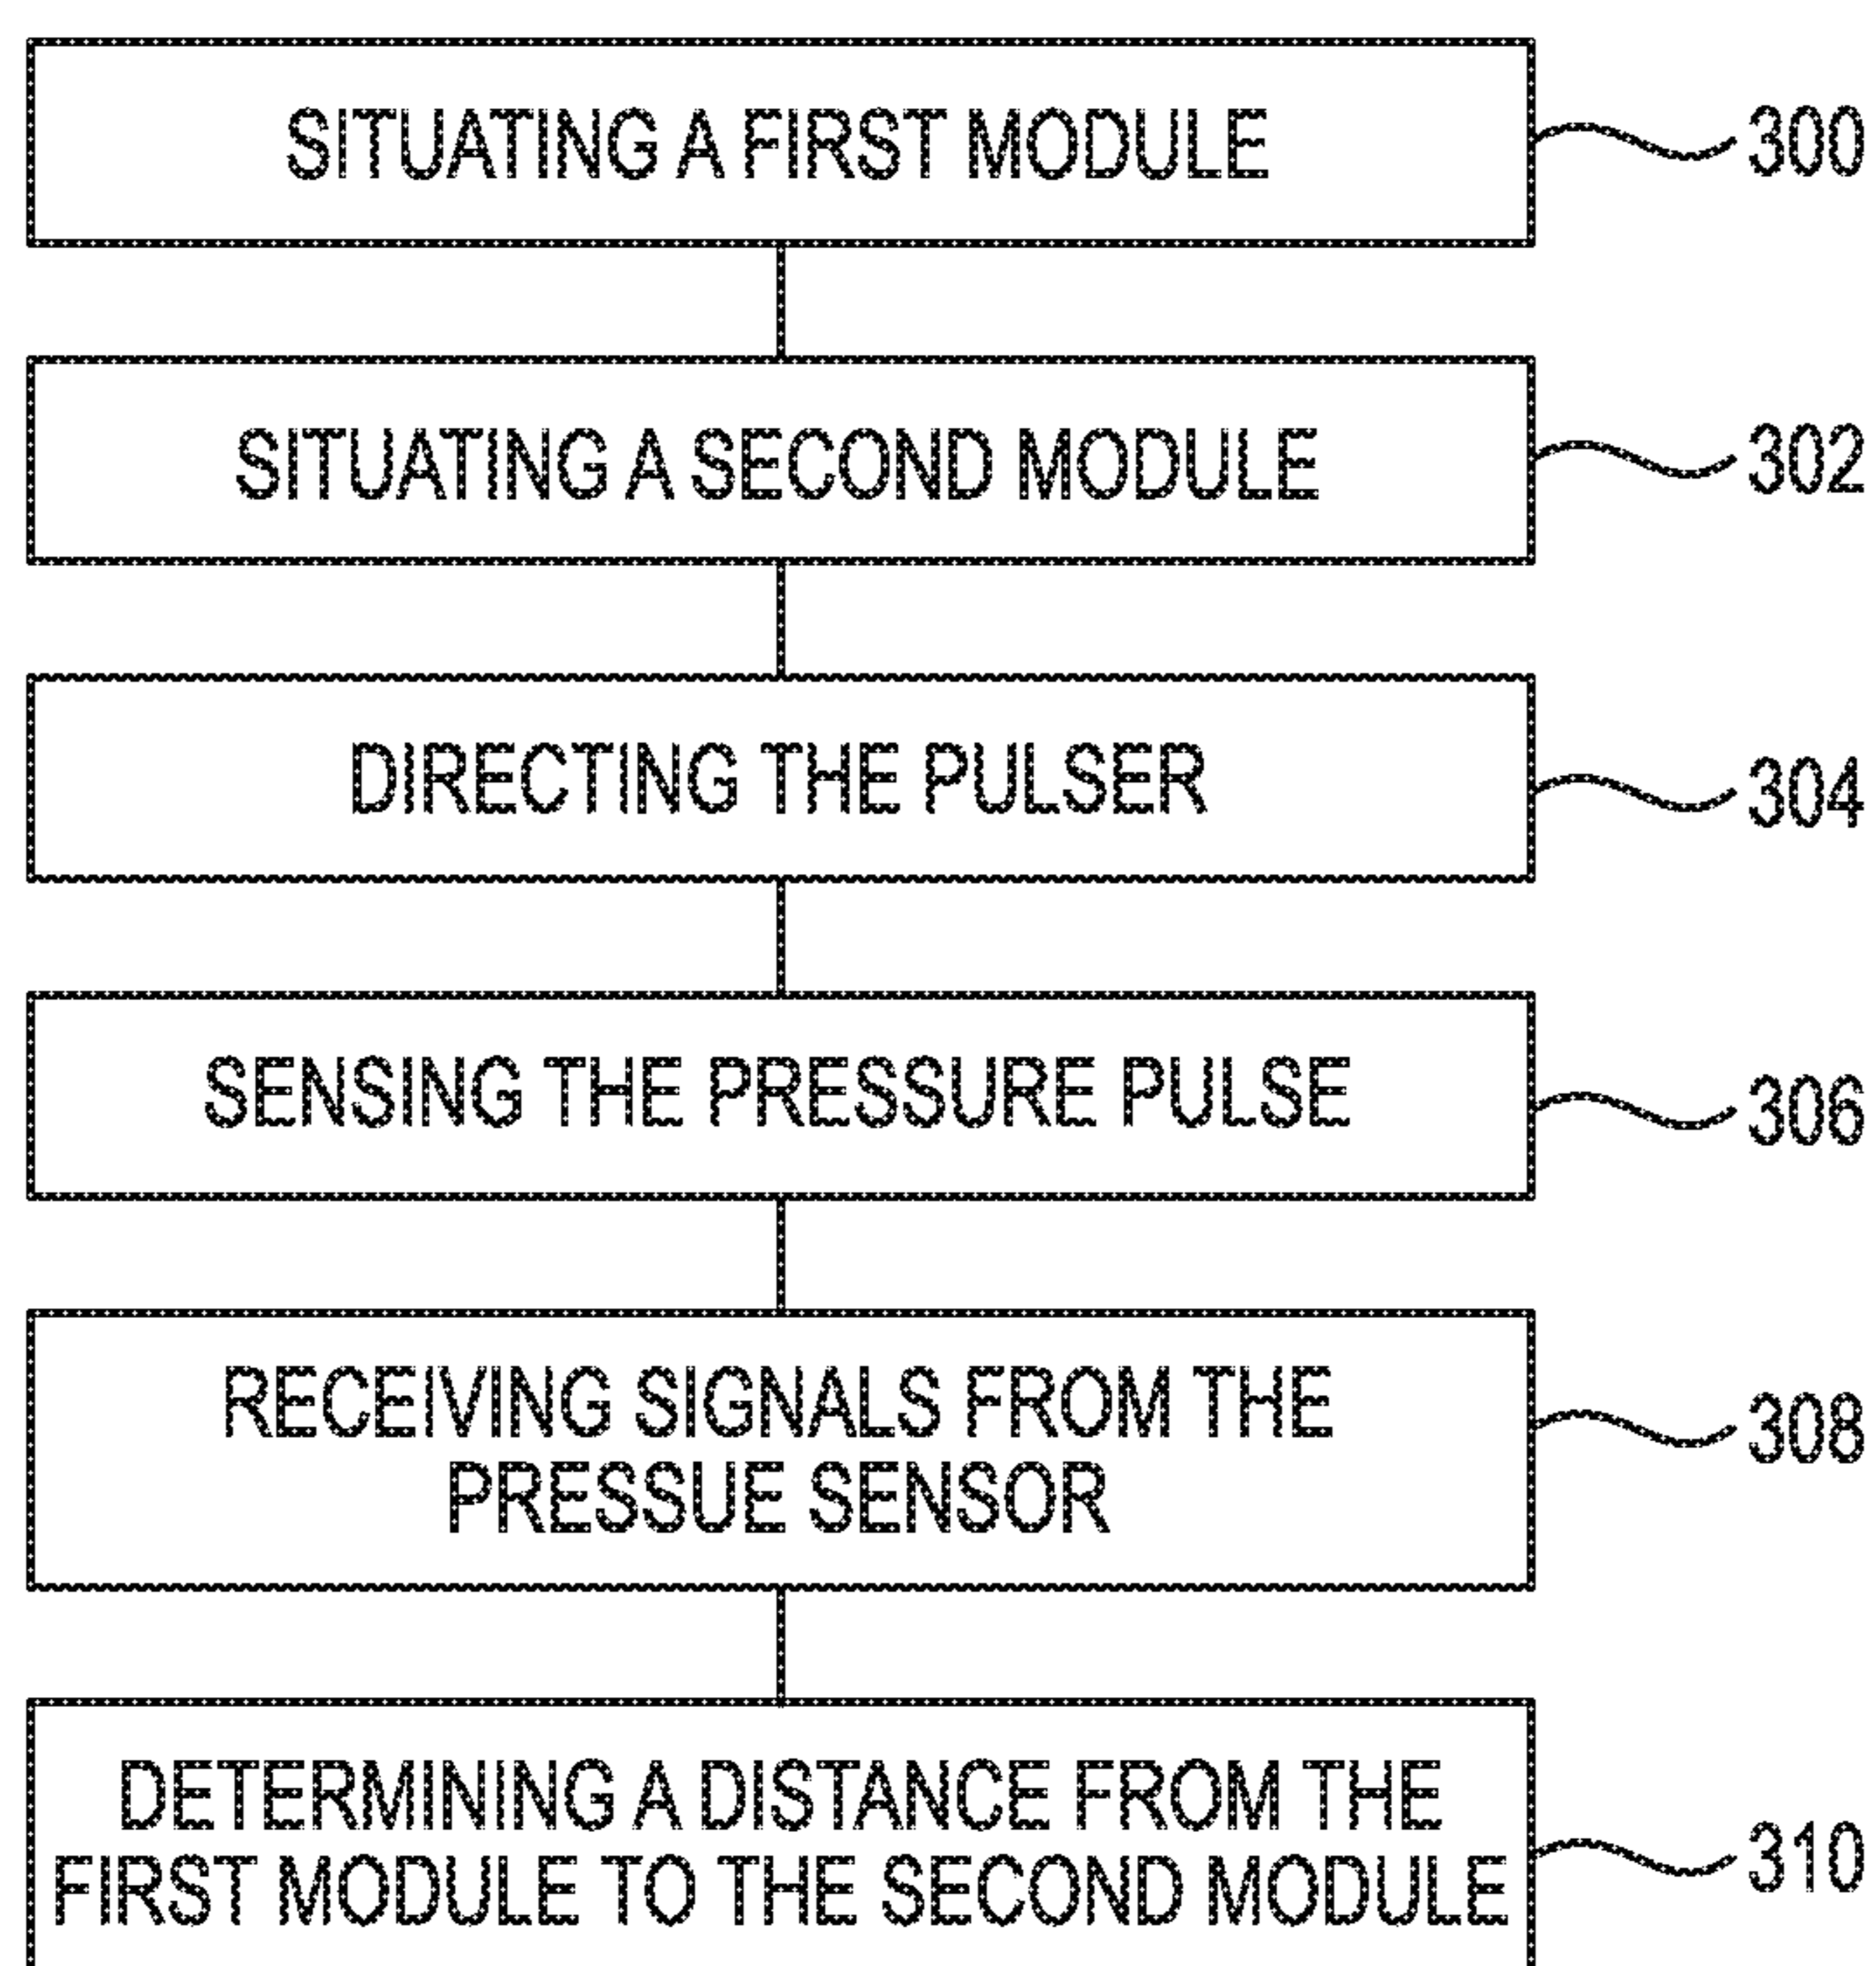 SITUATING A FIRST MODULE
300
SITUATING A SECOND MODULE
302
DIRECTING THE PULSER
304
SENSING THE PRESSURE PULSE
306
RECEIVING SIGNALS FROM THE
PRESSUE SENSOR
308
DETERMINING A DISTANCE FROM THE
FIRST MODULE TO THE SECOND MODULE
310